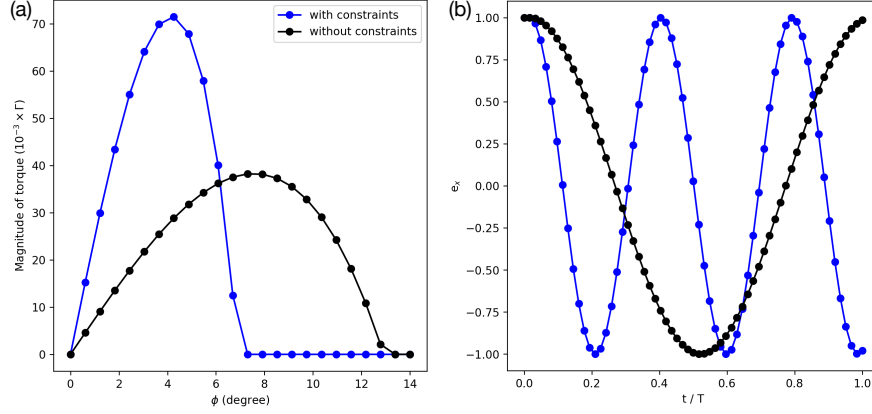 (a)
with constraints
without constraints
Magnitude of torque (10⁻³ × Γ)
70
60
50
40
30
20
10
0
0 2 4 6 8 10 12 14
ϕ (degree)
(b)
1.00
0.75
0.50
0.25
0.00
−0.25
−0.50
−0.75
−1.00
eₓ
0.0 0.2 0.4 0.6 0.8 1.0
t / T